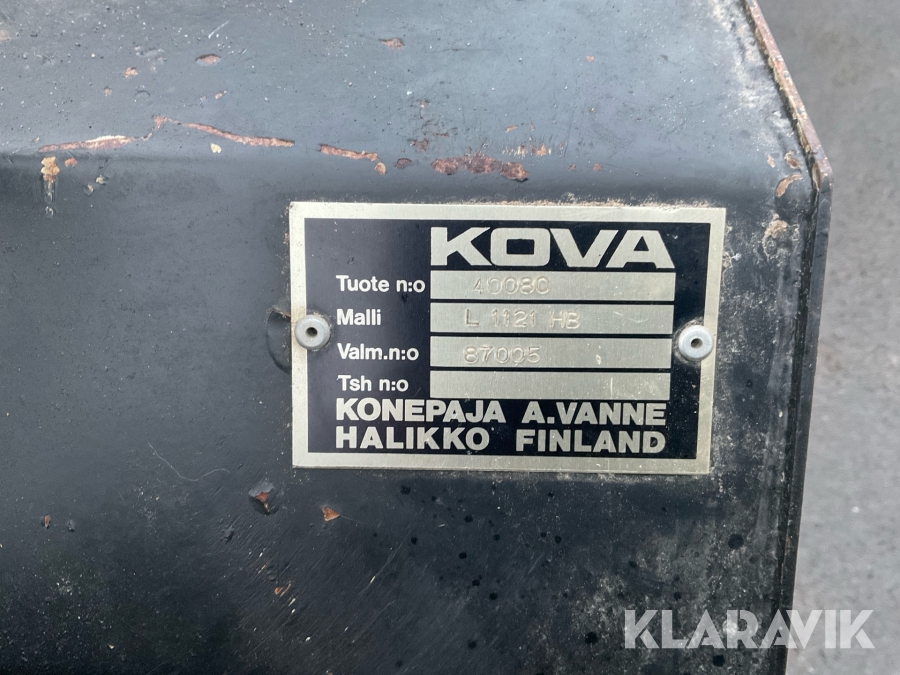 KOVA
Tuote n:o 40080
Malli L 1121 HB
Valm.n:o 87005
Tsh n:o
KONEPAJA A.VANNE
HALIKKO FINLAND
KLARAVIK